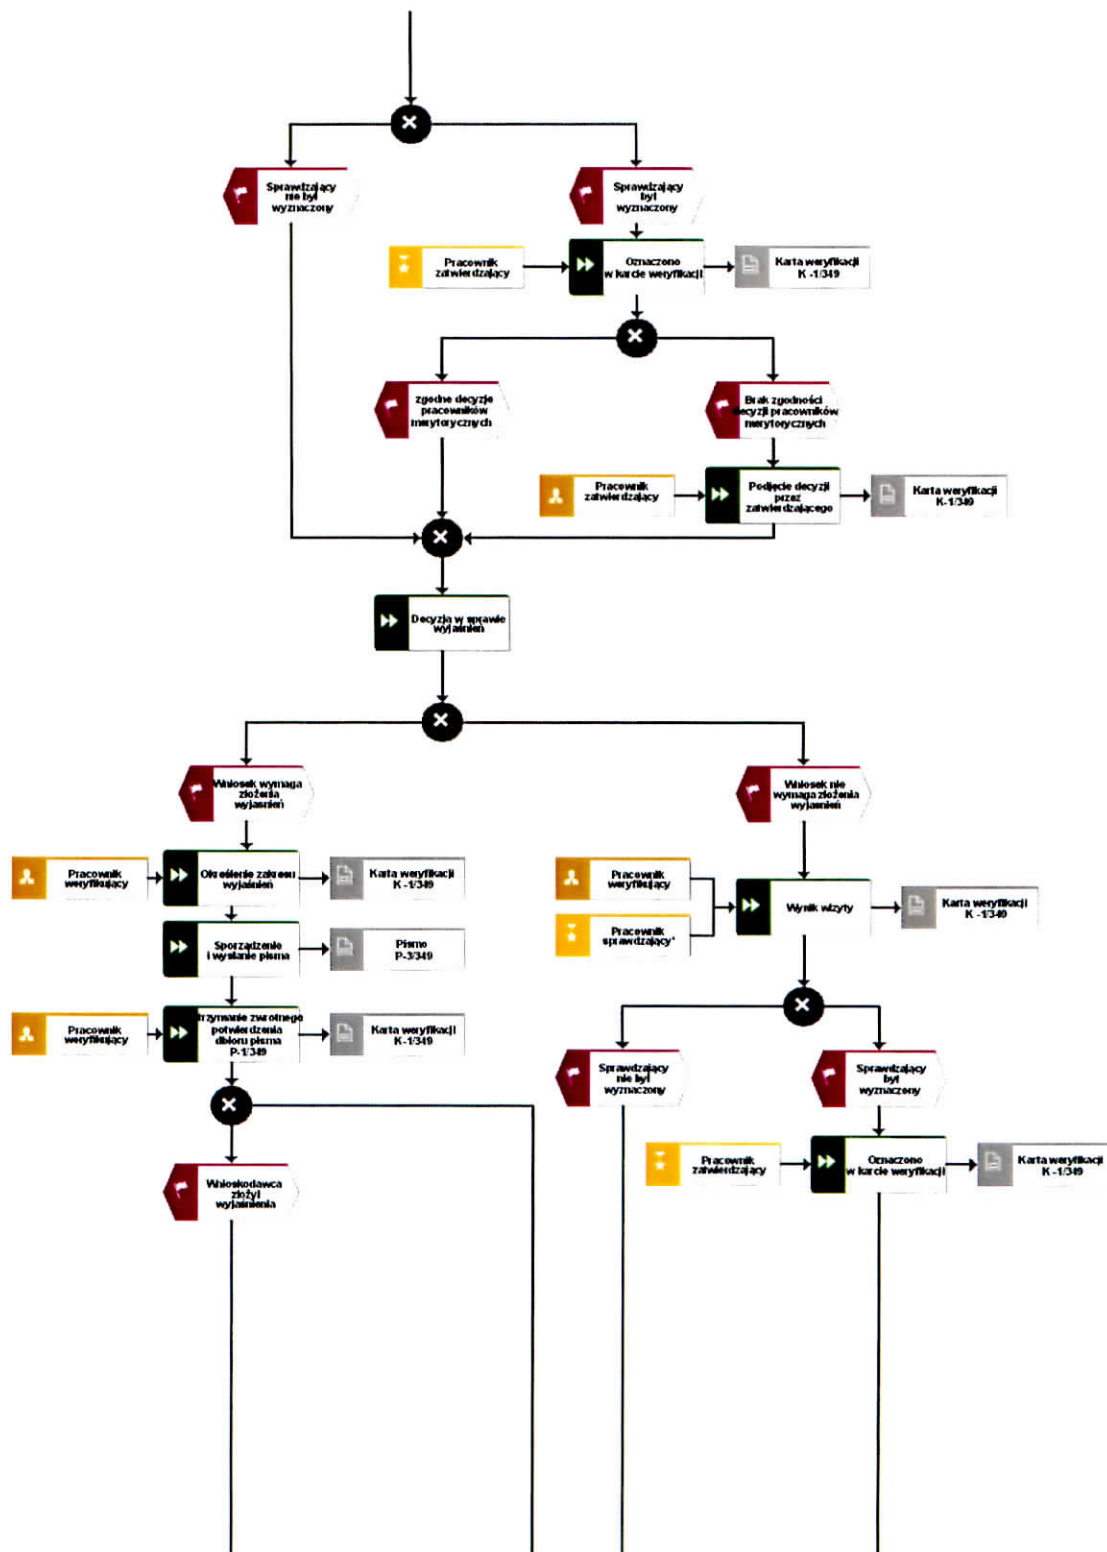 Sprawdzający
nie był
wyznaczony
Sprawdzający
był
wyznaczony
Pracownik
zatwierdzający
Oznaczono
w karcie weryfikacji
Karta weryfikacji
K -1/349
zgodne decyzje
pracowników
merytorycznych
Brak zgodności
decyzji pracowników
merytorycznych
Pracownik
zatwierdzający
Podjęcie decyzji
przez
zatwierdzającego
Karta weryfikacji
K-1/349
Decyzja w sprawie
wyjaśnień
Wniosek wymaga
złożenia
wyjaśnień
Wniosek nie
wymaga złożenia
wyjaśnień
Pracownik
weryfikujący
Określenie zakresu
wyjaśnień
Karta weryfikacji
K -1/349
Pracownik
weryfikujący
Pracownik
sprawdzający*
Wynik wizyty
Karta weryfikacji
K -1/349
Sporządzenie
i wysłanie pisma
Pismo
P-3/349
Pracownik
weryfikujący
trzymanie zwrotnego
potwierdzenia
dbioru pisma
P-1/349
Karta weryfikacji
K-1/349
Sprawdzający
nie był
wyznaczony
Sprawdzający
był
wyznaczony
Pracownik
zatwierdzający
Oznaczono
w karcie weryfikacji
Karta weryfikacji
K -1/349
Wnioskodawca
złożył
wyjaśnienia